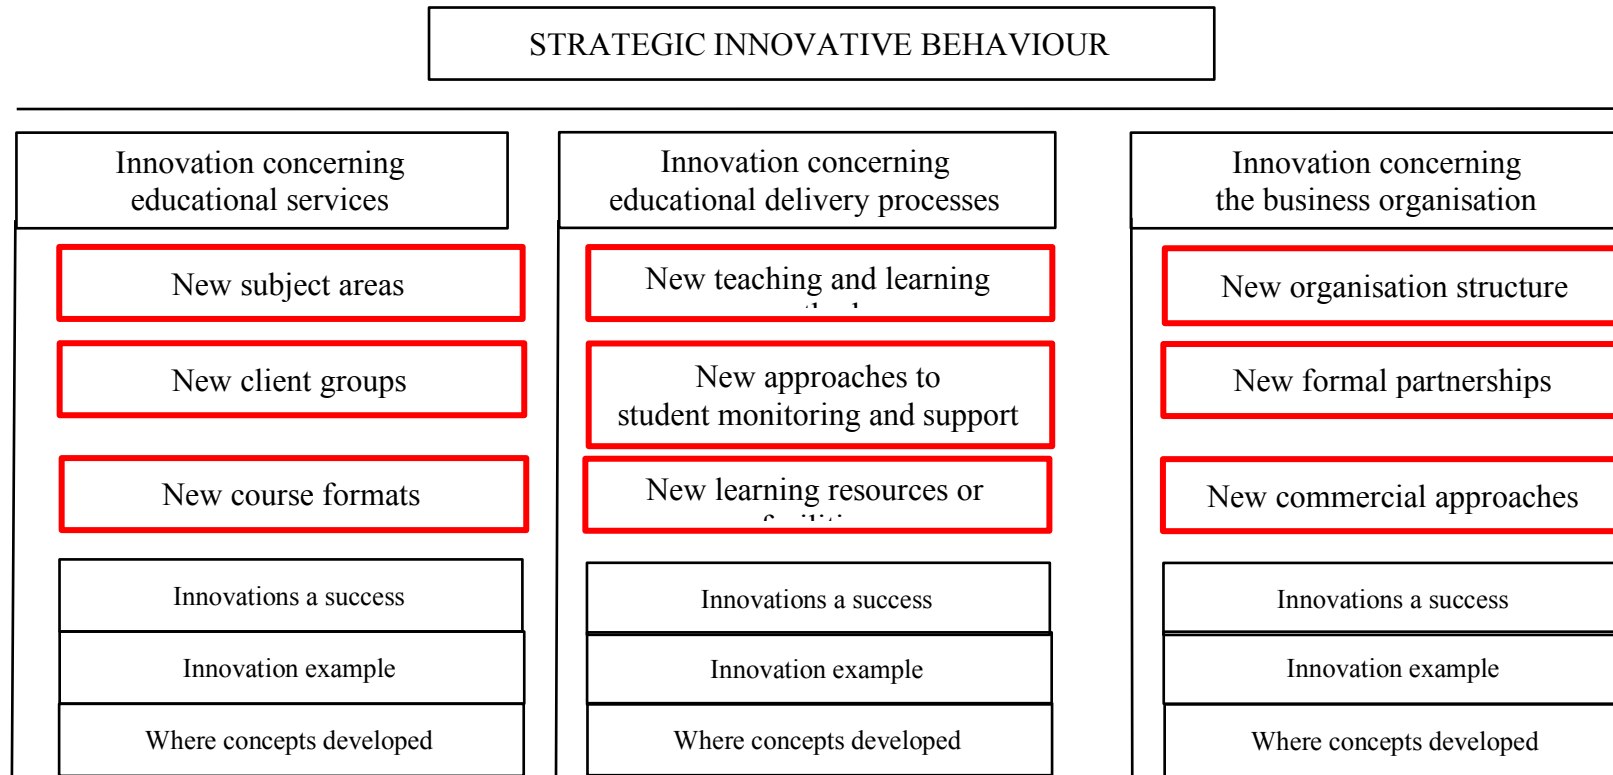 STRATEGIC INNOVATIVE BEHAVIOUR
Innovation concerning
educational services
New subject areas
New client groups
New course formats
Innovations a success
Innovation example
Where concepts developed
Innovation concerning
educational delivery processes
New teaching and learning
New approaches to
student monitoring and support
New learning resources or
Innovations a success
Innovation example
Where concepts developed
Innovation concerning
the business organisation
New organisation structure
New formal partnerships
New commercial approaches
Innovations a success
Innovation example
Where concepts developed